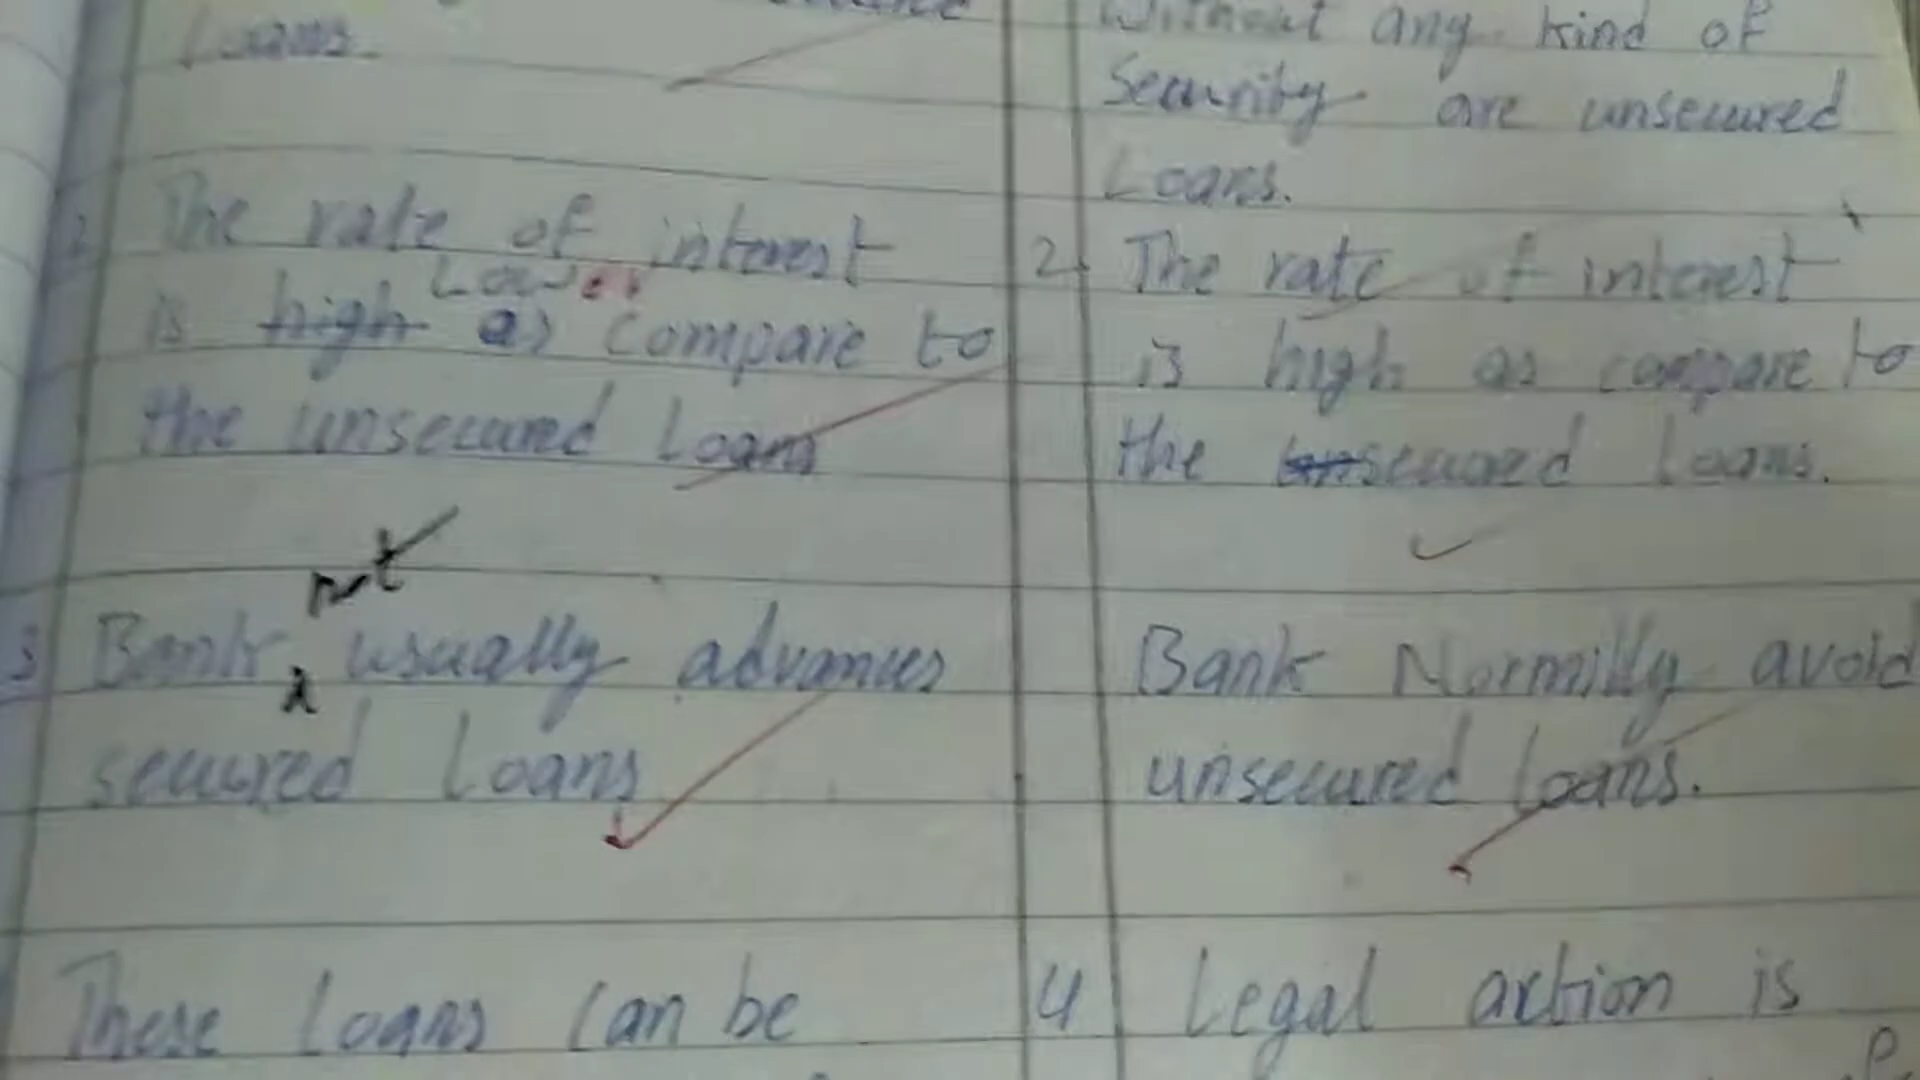 Loans
The rate of interest
Lower
is high as compare to
the unsecured Loans
not
3 Bank usually advances
secured Loans
These Loans can be
Without any kind of
Security are unsecured
Loans.
2. The rate of interest
is high as compare to
the unsecured Loans.
Bank Normilly avoid
unsecured Loans.
4 Legal action is